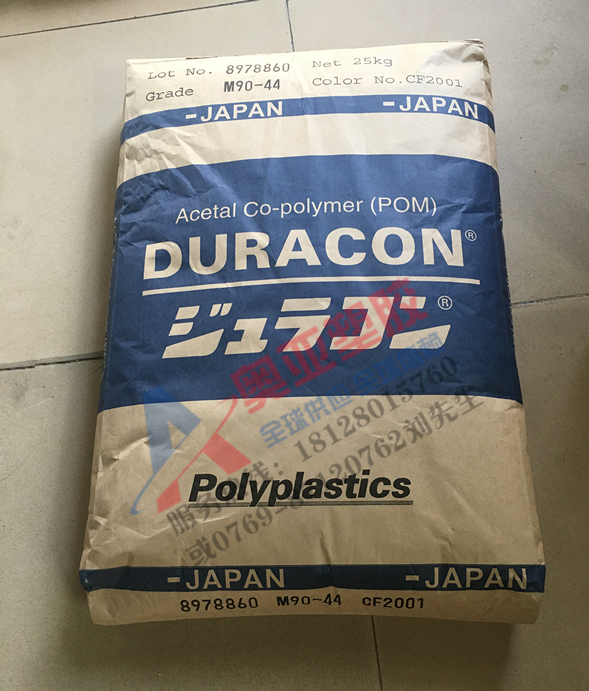 Lot No. 8978860 Net 25kg
Grade M90-44 Color No.CF2001
-JAPAN -JAPAN
Acetal Co-polymer (POM)
DURACON®
ジュラコン®
奥亚塑胶
全球供应
18128015760
Polyplastics
或0769- 120762刘先生
-JAPAN -JAPAN
8978860 M90-44 CF2001